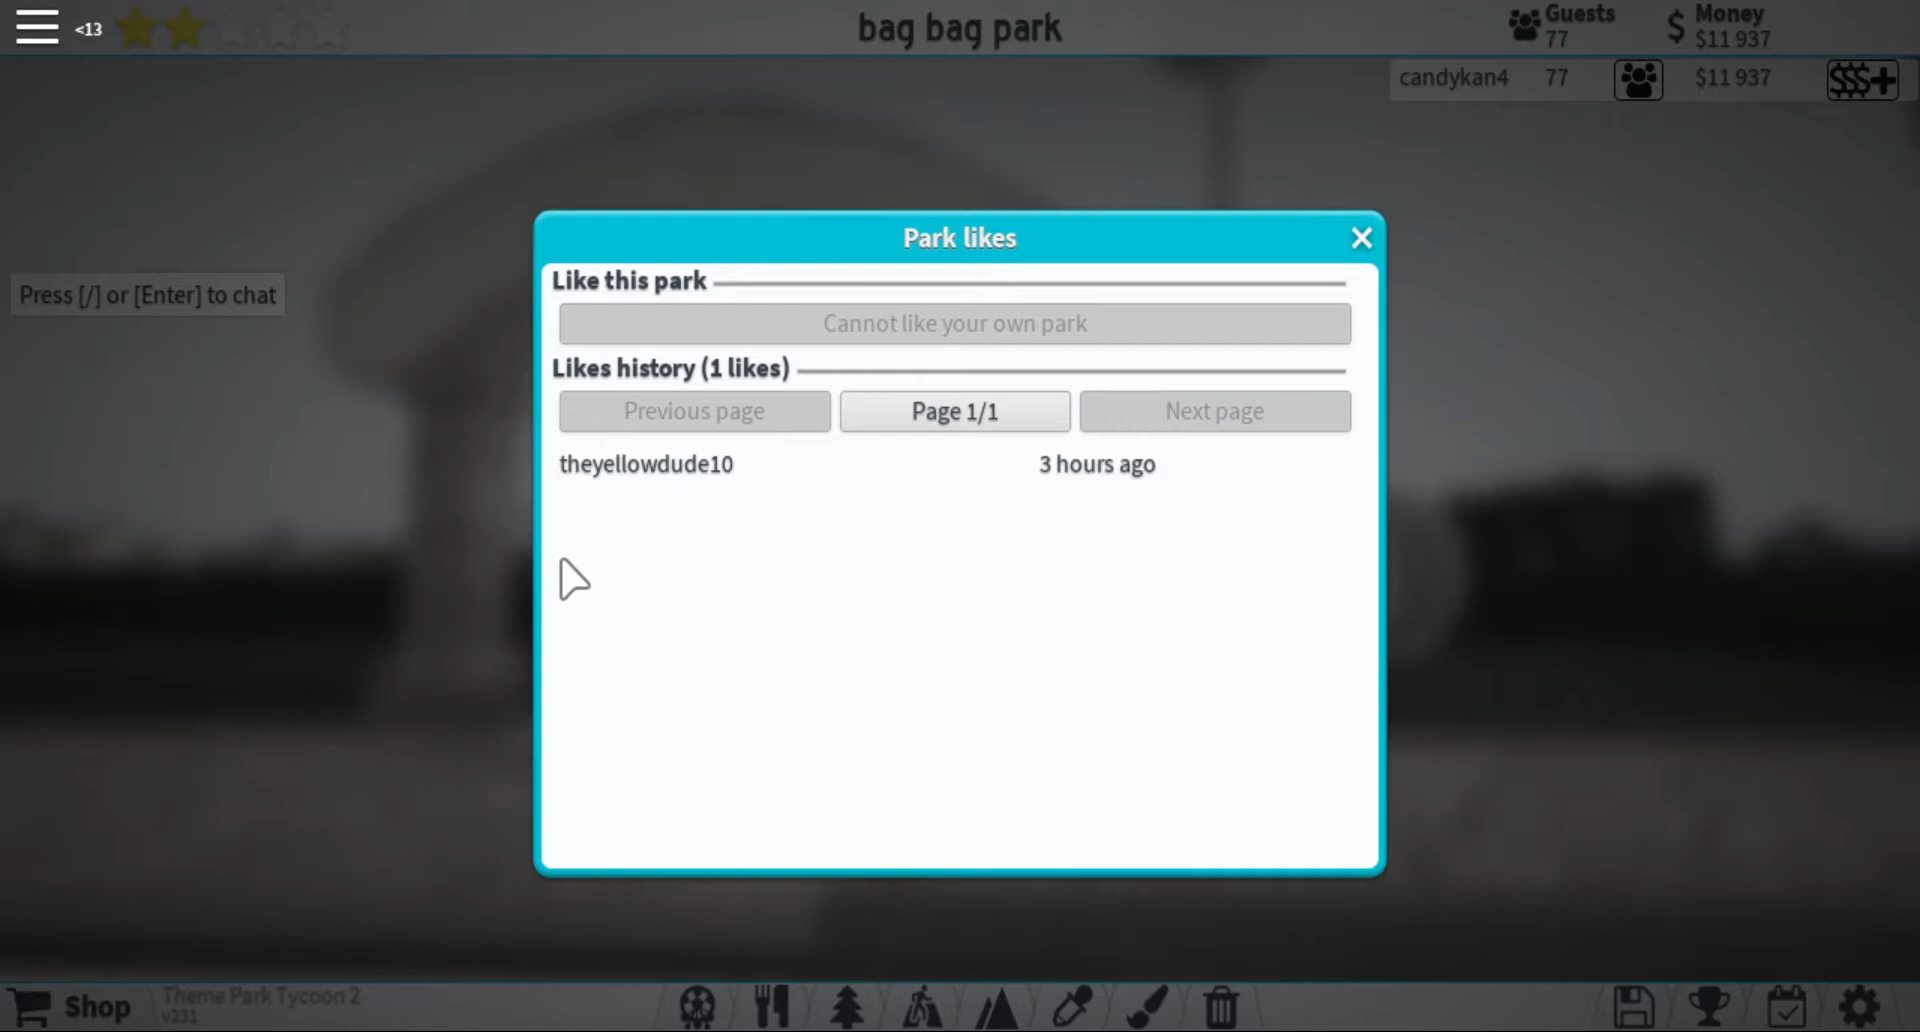 <13
bag bag park
Guests
77
$ Money
$11 937
candykan4 77 $11 937 $$$+
Press [/] or [Enter] to chat
Park likes
Like this park
Cannot like your own park
Likes history (1 likes)
Previous page Page 1/1 Next page
theyellowdude10 3 hours ago
Shop
Theme Park Tycoon 2
v231